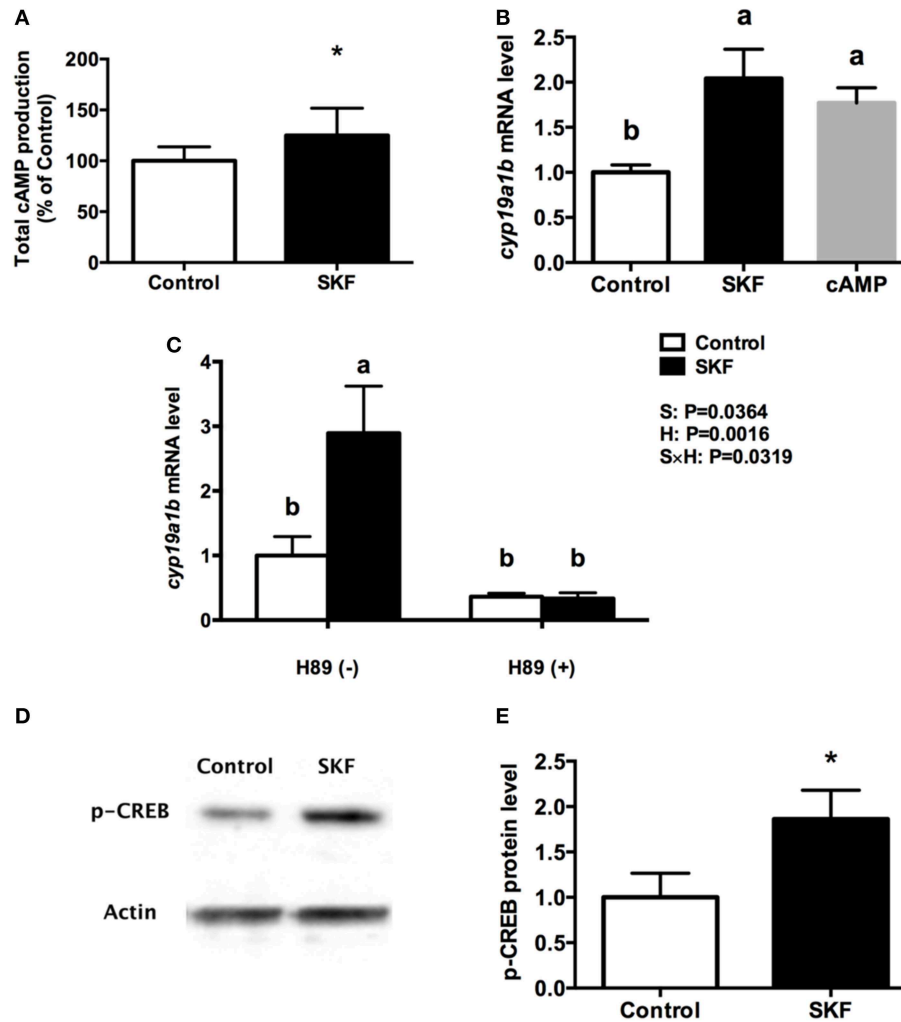 A
Total cAMP production
(% of Control)
200
150
100
50
0
*
Control SKF
B
cyp19a1b mRNA level
2.5
2.0
1.5
1.0
0.5
0.0
b a a
Control SKF cAMP
C
cyp19a1b mRNA level
4
3
2
1
0
b a b b
H89 (-) H89 (+)
Control
SKF
S: P=0.0364
H: P=0.0016
S×H: P=0.0319
D
Control SKF
p-CREB
Actin
E
p-CREB protein level
2.5
2.0
1.5
1.0
0.5
0.0
*
Control SKF